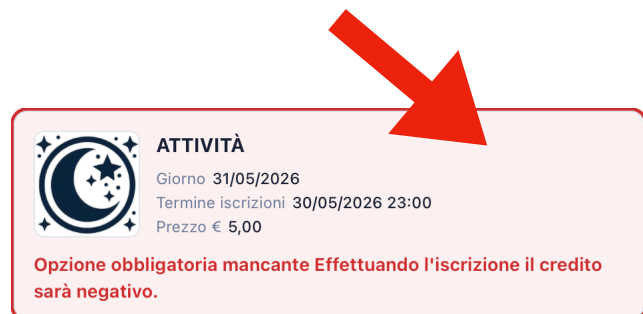 ATTIVITÀ
Giorno 31/05/2026
Termine iscrizioni 30/05/2026 23:00
Prezzo € 5,00
Opzione obbligatoria mancante Effettuando l'iscrizione il credito
sarà negativo.